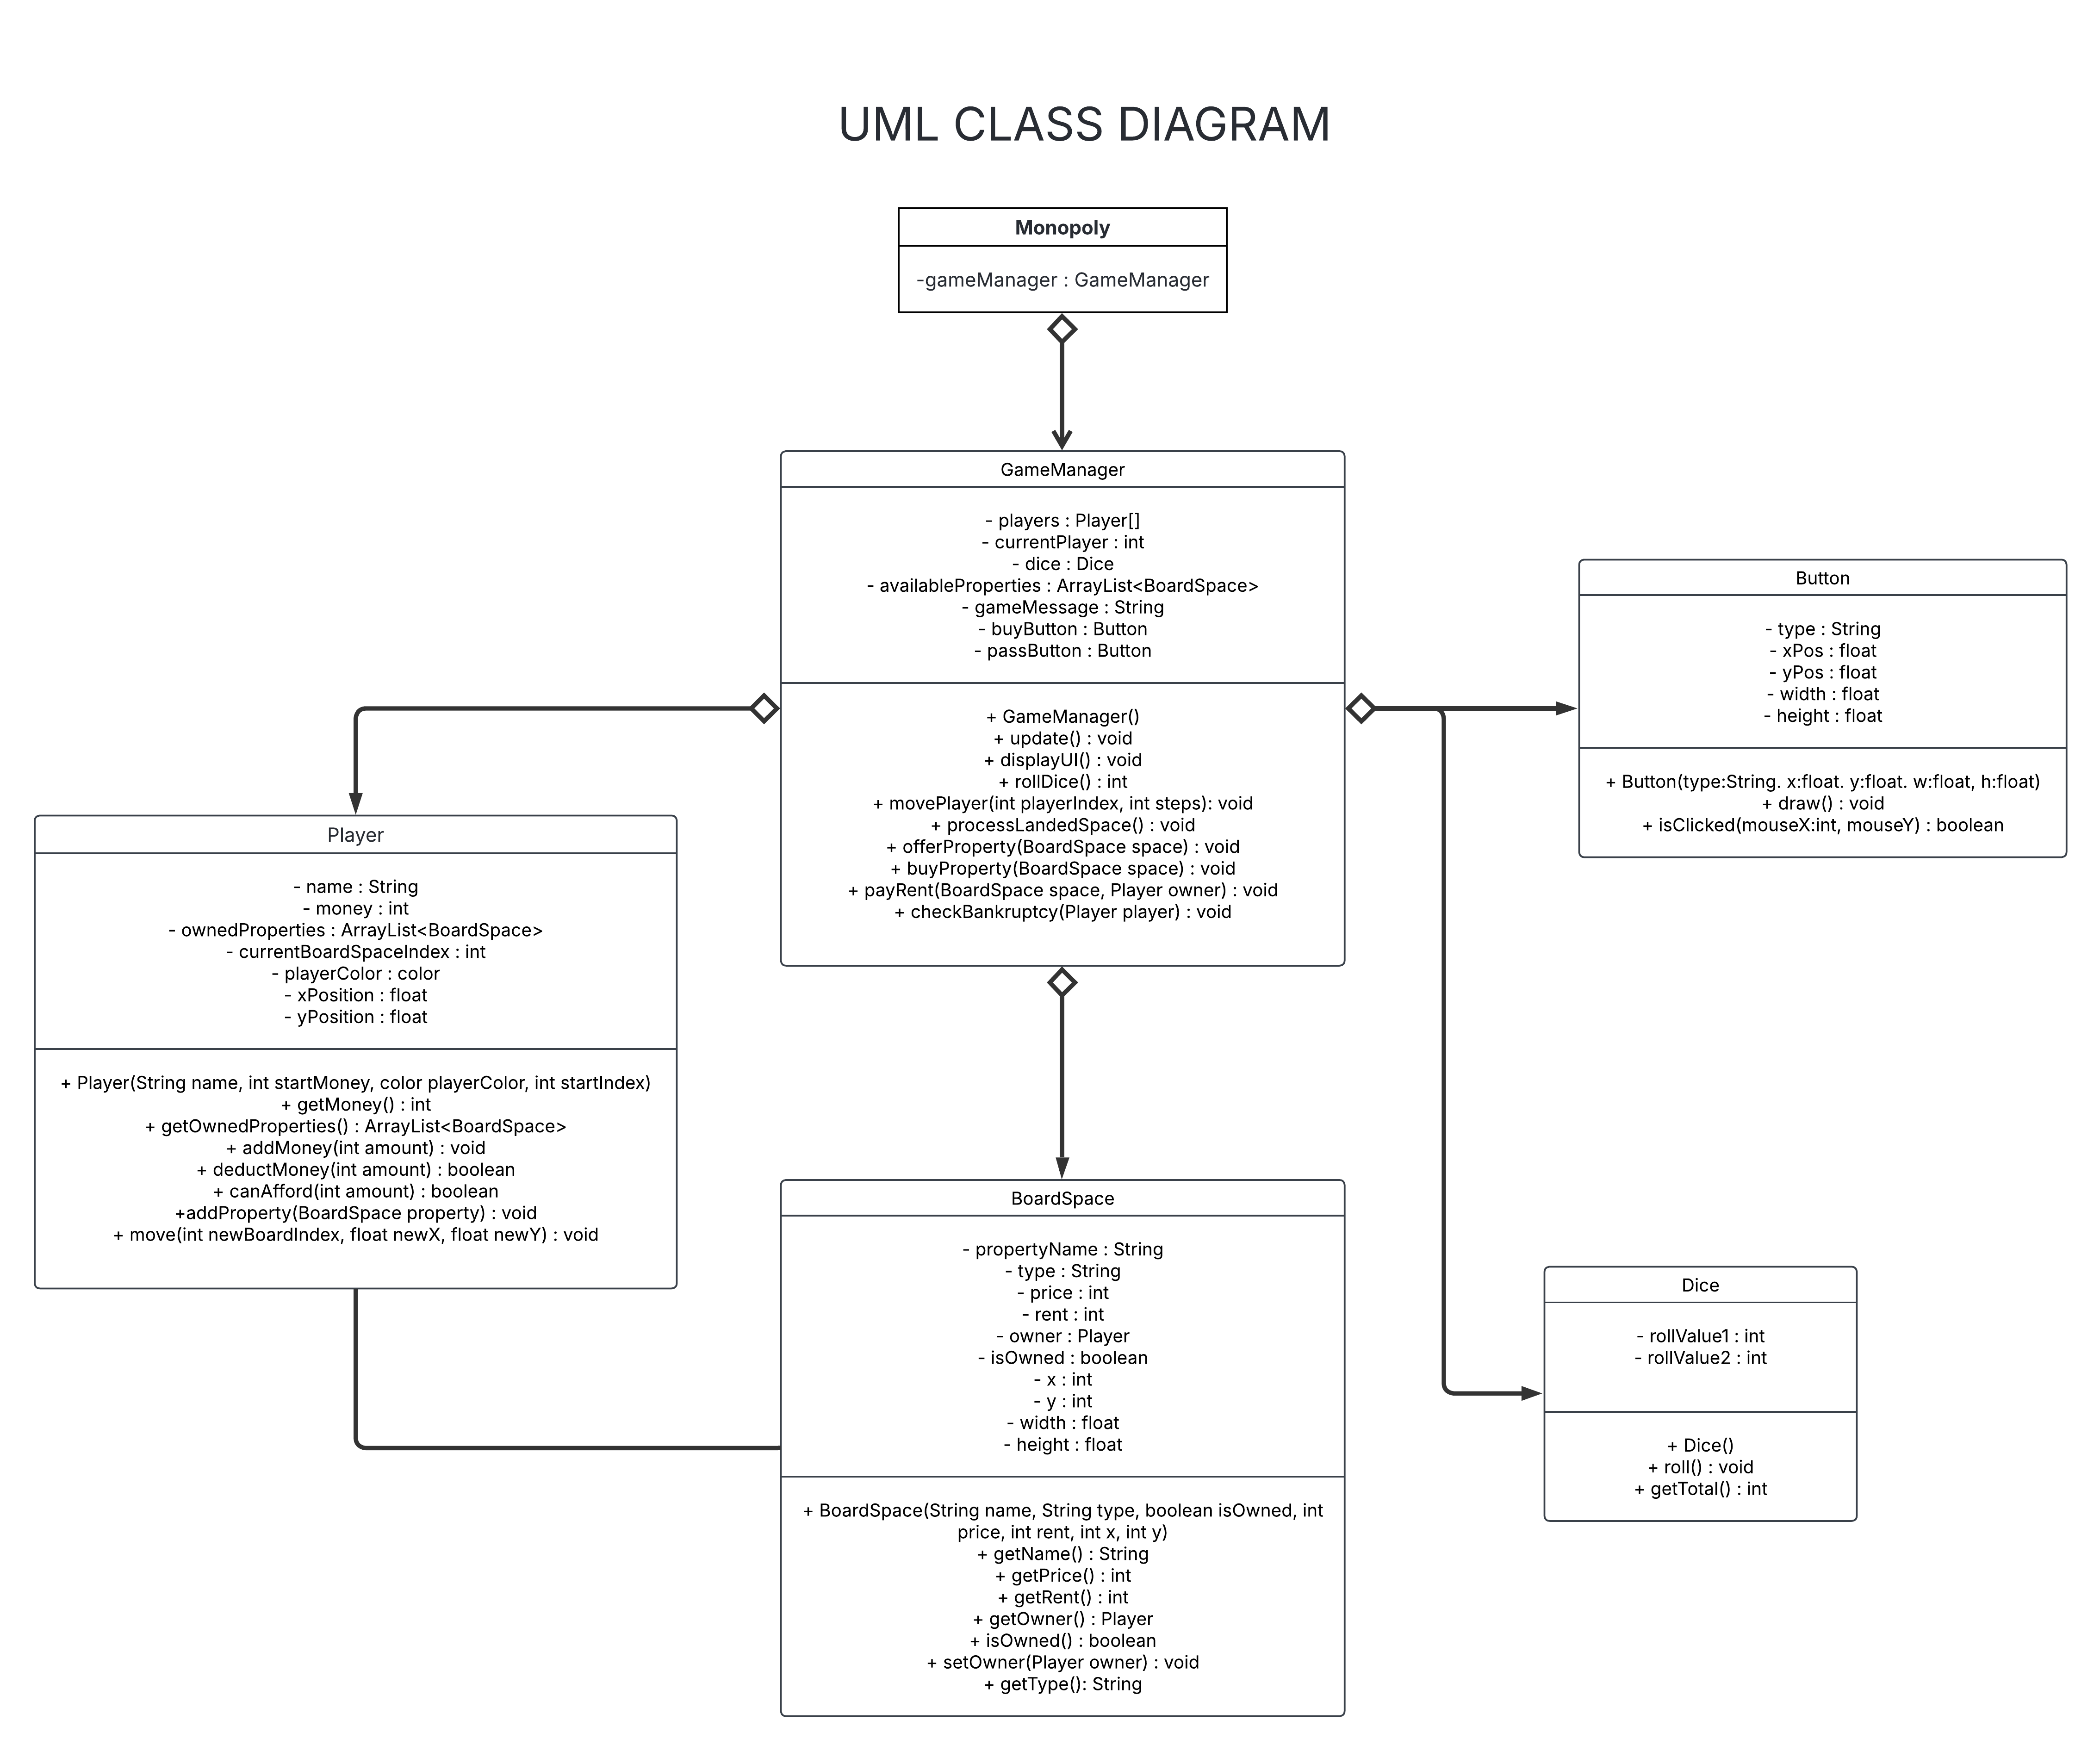 UML CLASS DIAGRAM
Monopoly
-gameManager : GameManager
GameManager
- players : Player[]
- currentPlayer : int
- dice : Dice
- availableProperties : ArrayList<BoardSpace>
- gameMessage : String
- buyButton : Button
- passButton : Button
+ GameManager()
+ update() : void
+ displayUI() : void
+ rollDice() : int
+ movePlayer(int playerIndex, int steps): void
+ processLandedSpace() : void
+ offerProperty(BoardSpace space) : void
+ buyProperty(BoardSpace space) : void
+ payRent(BoardSpace space, Player owner) : void
+ checkBankruptcy(Player player) : void
Button
- type : String
- xPos : float
- yPos : float
- width : float
- height : float
+ Button(type:String. x:float. y:float. w:float, h:float)
+ draw() : void
+ isClicked(mouseX:int, mouseY) : boolean
Player
- name : String
- money : int
- ownedProperties : ArrayList<BoardSpace>
- currentBoardSpaceIndex : int
- playerColor : color
- xPosition : float
- yPosition : float
+ Player(String name, int startMoney, color playerColor, int startIndex)
+ getMoney() : int
+ getOwnedProperties() : ArrayList<BoardSpace>
+ addMoney(int amount) : void
+ deductMoney(int amount) : boolean
+ canAfford(int amount) : boolean
+addProperty(BoardSpace property) : void
+ move(int newBoardIndex, float newX, float newY) : void
BoardSpace
- propertyName : String
- type : String
- price : int
- rent : int
- owner : Player
- isOwned : boolean
- x : int
- y : int
- width : float
- height : float
+ BoardSpace(String name, String type, boolean isOwned, int
price, int rent, int x, int y)
+ getName() : String
+ getPrice() : int
+ getRent() : int
+ getOwner() : Player
+ isOwned() : boolean
+ setOwner(Player owner) : void
+ getType(): String
Dice
- rollValue1 : int
- rollValue2 : int
+ Dice()
+ roll() : void
+ getTotal() : int